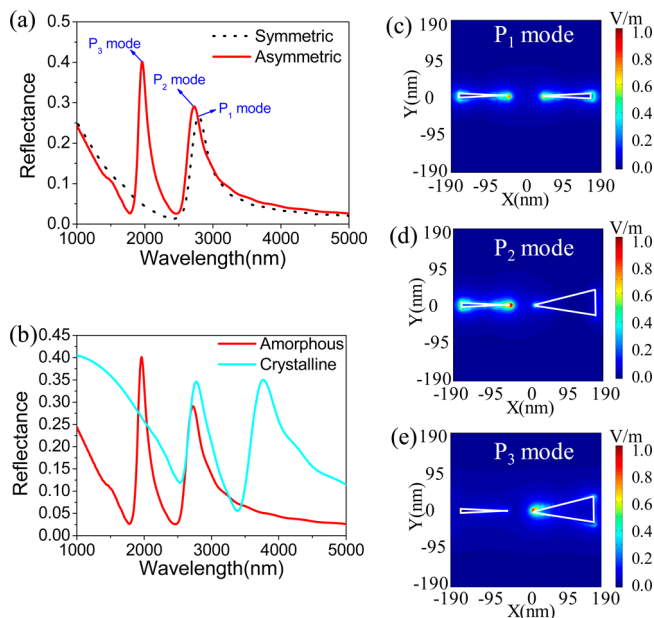 (a)
0.5
0.4
0.3
0.2
0.1
0.0
Reflectance
P3 mode
P2 mode
P1 mode
Symmetric
Asymmetric
1000 2000 3000 4000 5000
Wavelength(nm)
(b)
0.45
0.40
0.35
0.30
0.25
0.20
0.15
0.10
0.05
0.00
Reflectance
Amorphous
Crystalline
1000 2000 3000 4000 5000
Wavelength(nm)
(c)
P1 mode
190
95
0
-95
-190
Y(nm)
-190 -95 0 95 190
X(nm)
V/m
1.0
0.8
0.6
0.4
0.2
0.0
(d)
P2 mode
190
95
0
-95
-190
Y(nm)
-190 -95 0 95 190
X(nm)
V/m
1.0
0.8
0.6
0.4
0.2
0.0
(e)
P3 mode
190
95
0
-95
-190
Y(nm)
-190 -95 0 95 190
X(nm)
V/m
1.0
0.8
0.6
0.4
0.2
0.0